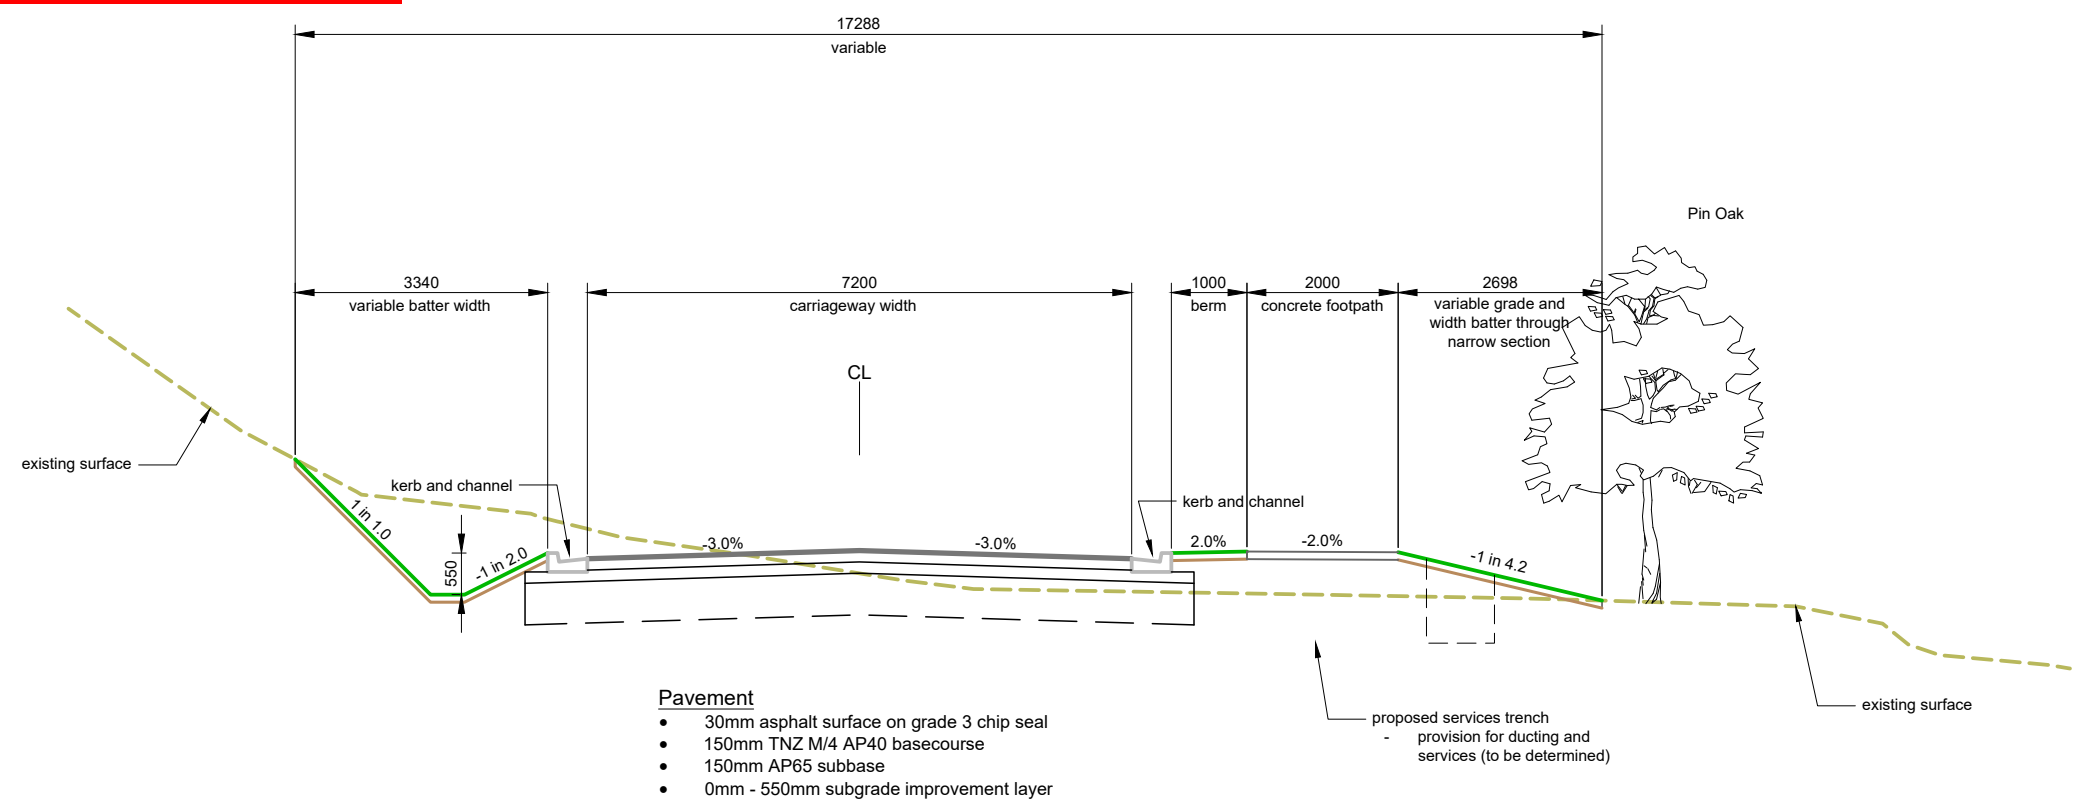 17288
variable
Pin Oak
3340
variable batter width
7200
carriageway width
1000
berm
2000
concrete footpath
2698
variable grade and
width batter through
narrow section
CL
existing surface
kerb and channel
kerb and channel
1 in 1.0
550
-1 in 2.0
-3.0%
-3.0%
2.0%
-2.0%
-1 in 4.2
existing surface
Pavement
• 30mm asphalt surface on grade 3 chip seal
• 150mm TNZ M/4 AP40 basecourse
• 150mm AP65 subbase
• 0mm - 550mm subgrade improvement layer
proposed services trench
- provision for ducting and
services (to be determined)